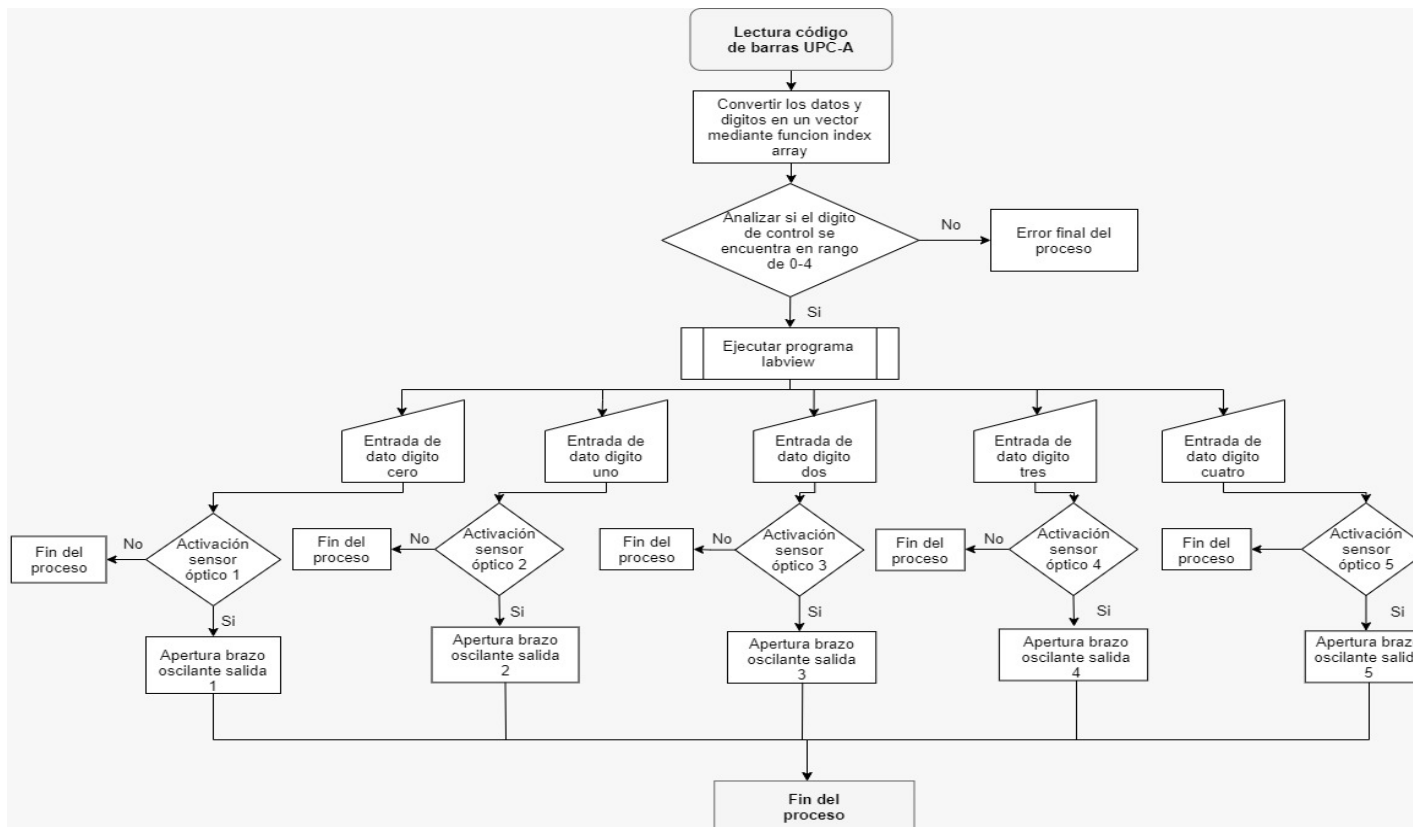 Lectura código
de barras UPC-A
Convertir los datos y
digitos en un vector
mediante funcion index
array
Analizar si el digito
de control se
encuentra en rango
de 0-4
No
Error final del
proceso
Si
Ejecutar programa
labview
Entrada de
dato digito
cero
Entrada de
dato digito
uno
Entrada de
dato digito
dos
Entrada de
dato digito
tres
Entrada de
dato digito
cuatro
Fin del
proceso
No
Activación
sensor
óptico 1
Fin del
proceso
No
Activación
sensor
óptico 2
Fin del
proceso
No
Activación
sensor
óptico 3
Fin del
proceso
No
Activación
sensor
óptico 4
Fin del
proceso
No
Activación
sensor
óptico 5
Si
Si
Si
Si
Si
Apertura brazo
oscilante salida
1
Apertura brazo
oscilante salida
2
Apertura brazo
oscilante salida
3
Apertura brazo
oscilante salida
4
Apertura brazo
oscilante salida
5
Fin del
proceso